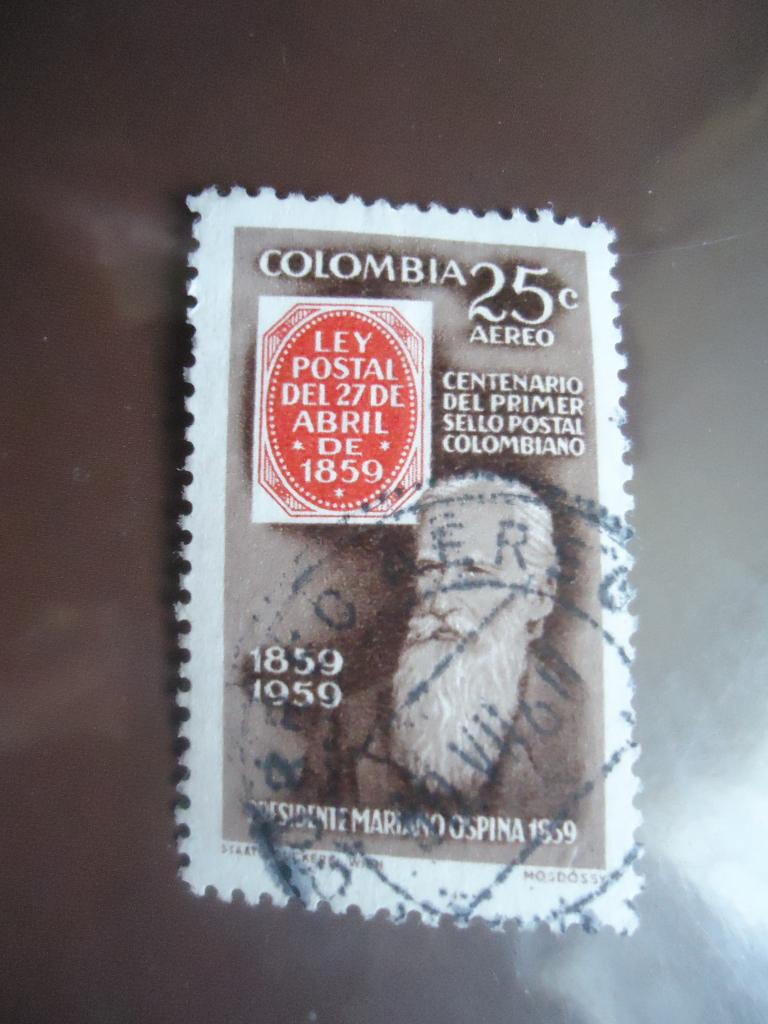 COLOMBIA 25c
AEREO
LEY
POSTAL
DEL 27 DE
ABRIL
DE
1859
CENTENARIO
DEL PRIMER
SELLO POSTAL
COLOMBIANO
1859
1959
PRESIDENTE MARIANO OSPINA 1859
WIEN
MOSDÓSSY